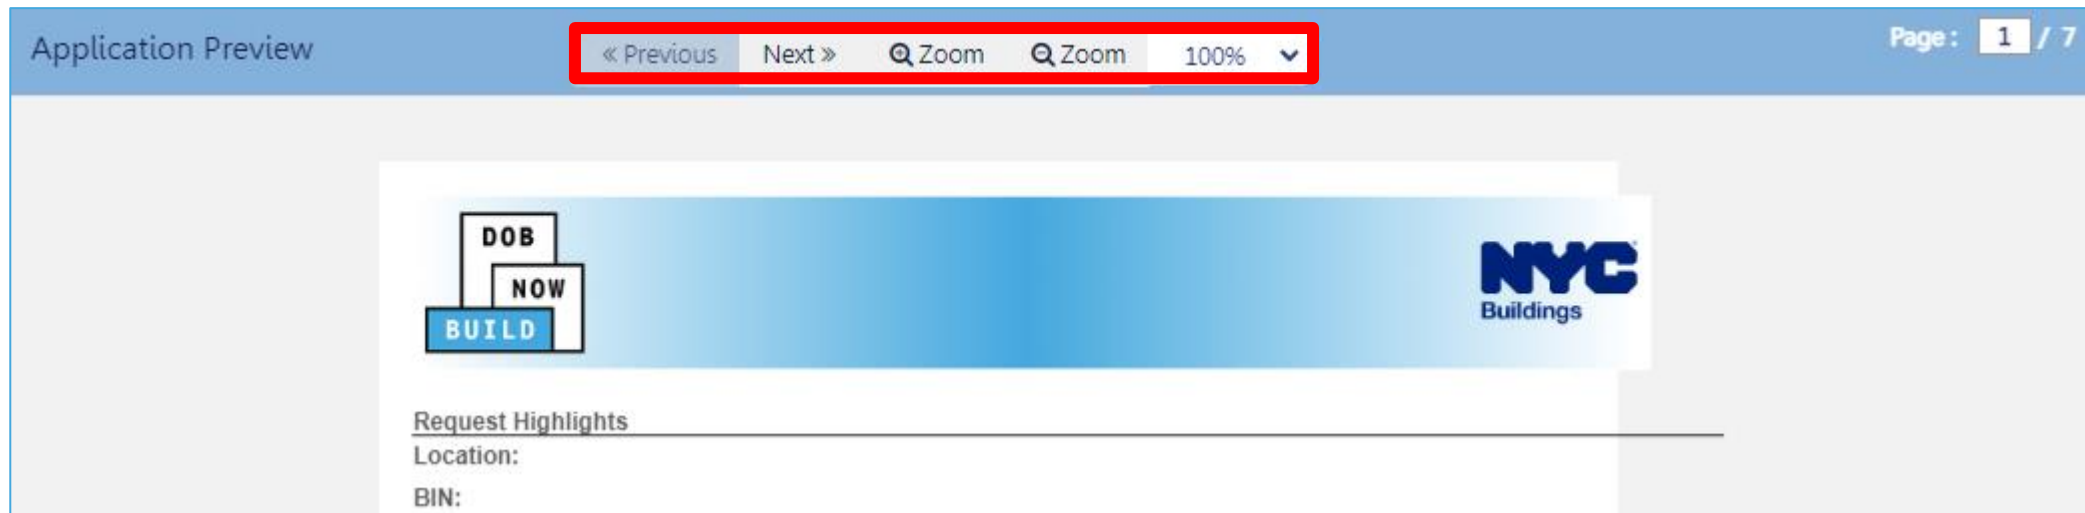 Application Preview « Previous Next » Zoom Zoom 100% Page: 1 / 7
DOB
NOW
BUILD
NYC
Buildings
Request Highlights
Location:
BIN: